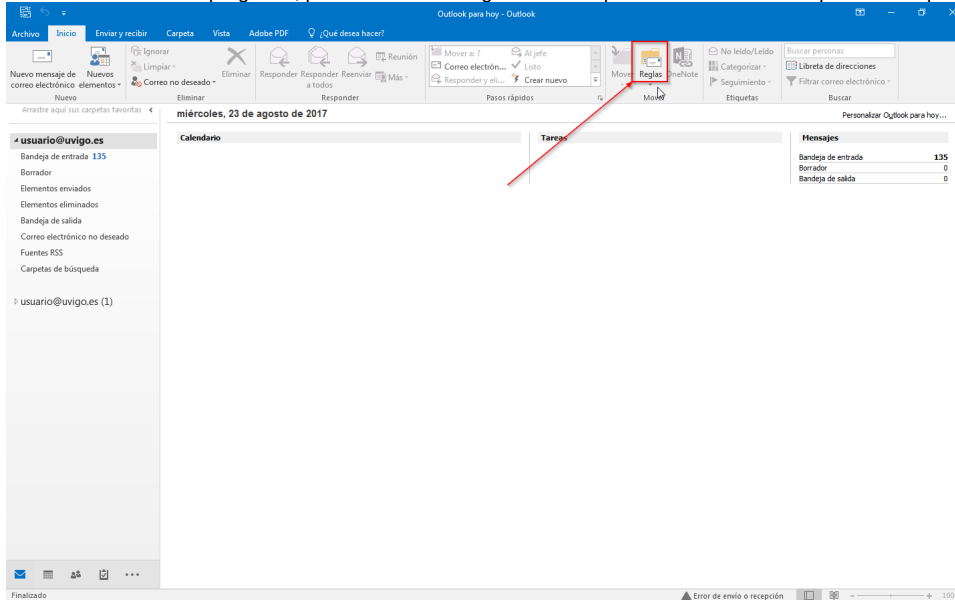 Outlook para hoy - Outlook
Archivo Inicio Enviar y recibir Carpeta Vista Adobe PDF ¿Qué desea hacer?
Nuevo mensaje de correo electrónico
Nuevos elementos
Nuevo
Ignorar
Limpiar
Correo no deseado
Eliminar
Eliminar
Responder
Responder a todos
Reenviar
Reunión
Más
Responder
Mover a: ?
Correo electrón...
Responder y eli...
Al jefe
Listo
Crear nuevo
Pasos rápidos
Mover
Reglas
OneNote
Mover
No leído/Leído
Categorizar
Seguimiento
Etiquetas
Buscar personas
Libreta de direcciones
Filtrar correo electrónico
Buscar
Arrastre aquí sus carpetas favoritas
usuario@uvigo.es
Bandeja de entrada 135
Borrador
Elementos enviados
Elementos eliminados
Bandeja de salida
Correo electrónico no deseado
Fuentes RSS
Carpetas de búsqueda
usuario@uvigo.es (1)
miércoles, 23 de agosto de 2017
Personalizar Outlook para hoy...
Calendario
Tareas
Mensajes
Bandeja de entrada 135
Borrador 0
Bandeja de salida 0
Finalizado
Error de envío o recepción
100